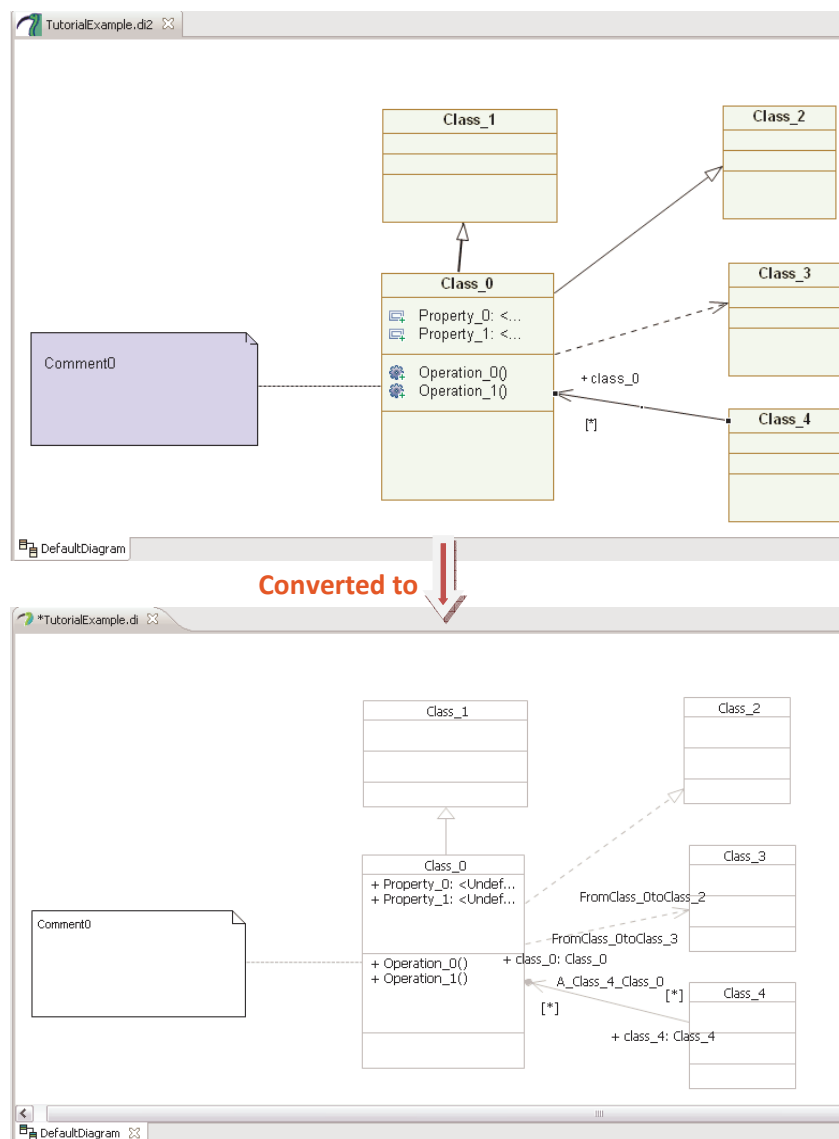 TutorialExample.di2
Class_1
Class_2
Class_0
Property_0: <...
Property_1: <...
Operation_0()
Operation_1()
Class_3
Comment0
+ class_0
[*]
Class_4
DefaultDiagram
Converted to
*TutorialExample.di
Class_1
Class_2
Class_0
+ Property_0: <Undef...
+ Property_1: <Undef...
Class_3
FromClass_0toClass_2
Comment0
FromClass_0toClass_3
+ class_0: Class_0
+ Operation_0()
+ Operation_1()
A_Class_4_Class_0
[*]
[*]
Class_4
+ class_4: Class_4
DefaultDiagram